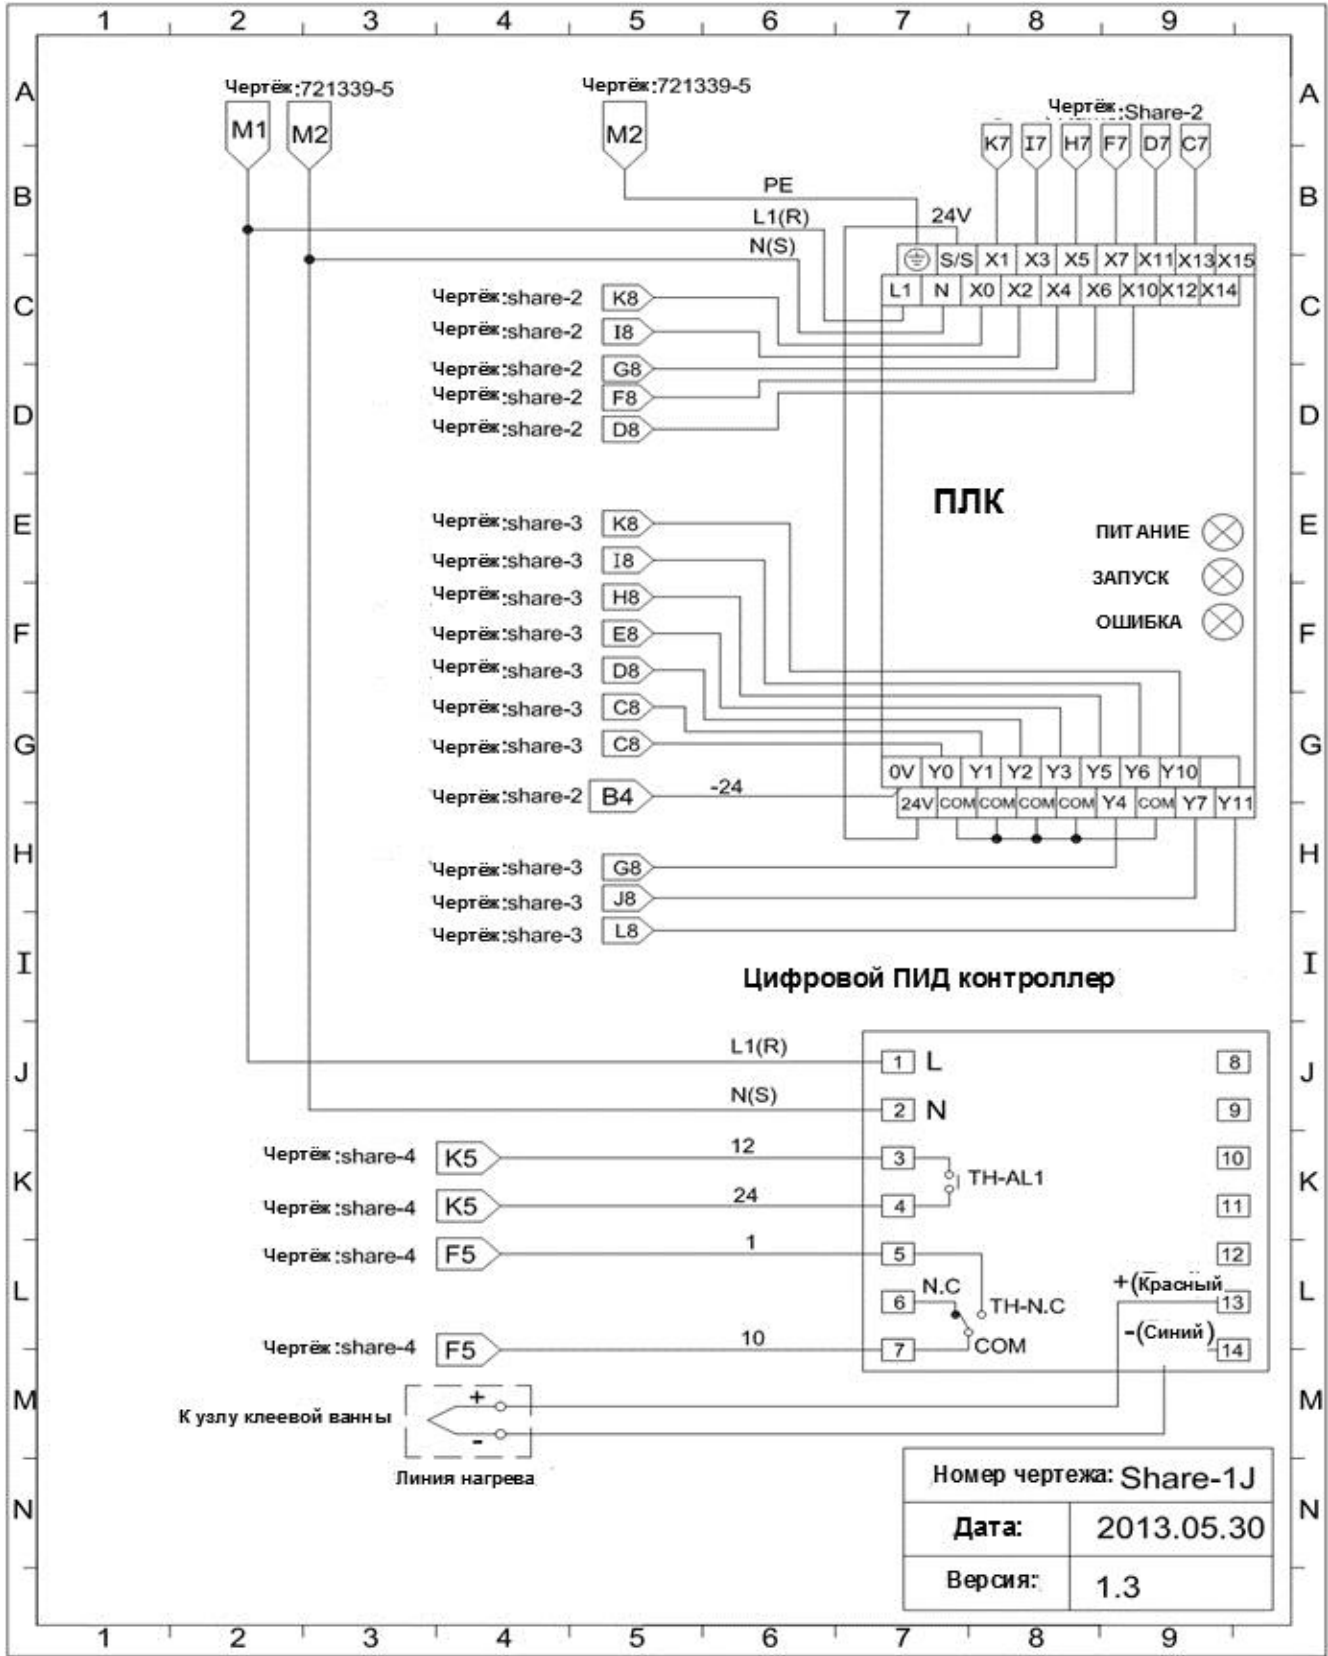 1 2 3 4 5 6 7 8 9
A Чертёж:721339-5 Чертёж:721339-5 A
Чертёж:Share-2
M1 M2 M2 K7 I7 H7 F7 D7 C7
B PE B
L1(R) 24V
N(S)
S/S X1 X3 X5 X7 X11 X13 X15
L1 N X0 X2 X4 X6 X10 X12 X14
C Чертёж:share-2 K8 C
Чертёж:share-2 I8
Чертёж:share-2 G8
Чертёж:share-2 F8
D Чертёж:share-2 D8 D
ПЛК
E Чертёж:share-3 K8 ПИТАНИЕ E
Чертёж:share-3 I8 ЗАПУСК
Чертёж:share-3 H8 ОШИБКА
F Чертёж:share-3 E8 F
Чертёж:share-3 D8
Чертёж:share-3 C8
G Чертёж:share-3 C8 G
0V Y0 Y1 Y2 Y3 Y5 Y6 Y10
Чертёж:share-2 B4 -24
24V COM COM COM COM Y4 COM Y7 Y11
H Чертёж:share-3 G8 H
Чертёж:share-3 J8
Чертёж:share-3 L8
I Цифровой ПИД контроллер I
J L1(R) 1 L 8 J
N(S) 2 N 9
Чертёж:share-4 K5 12 3 10
K TH-AL1 K
Чертёж:share-4 K5 24 4 11
Чертёж:share-4 F5 1 5 12
L N.C +(Красный L
6 TH-N.C 13
-(Синий)
Чертёж:share-4 F5 10 7 COM 14
M + M
К узлу клеевой ванны
-
Линия нагрева
Номер чертежа: Share-1J
N Дата: 2013.05.30 N
Версия: 1.3
1 2 3 4 5 6 7 8 9